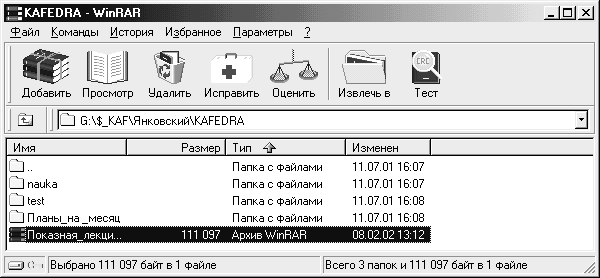 KAFEDRA - WinRAR
Файл Команды История Избранное Параметры ?
Добавить Просмотр Удалить Исправить Оценить Извлечь в CRC Тест
G:\$_KAF\Янковский\KAFEDRA
Имя Размер Тип Изменен
.. Папка с файлами 11.07.01 16:07
nauka Папка с файлами 11.07.01 16:07
test Папка с файлами 11.07.01 16:08
Планы_на_месяц Папка с файлами 11.07.01 16:08
Показная_лекци... 111 097 Архив WinRAR 08.02.02 13:12
Выбрано 111 097 байт в 1 файле Всего 3 папок и 111 097 байт в 1 файле